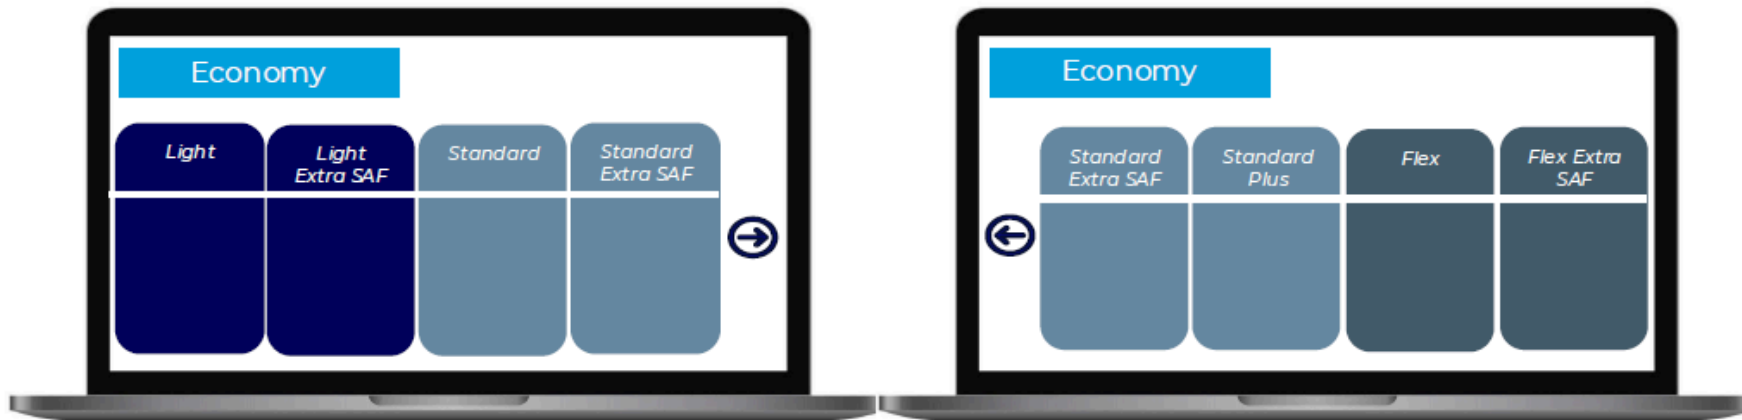 Economy
Light
Light
Extra SAF
Standard
Standard
Extra SAF
Economy
Standard
Extra SAF
Standard
Plus
Flex
Flex Extra
SAF